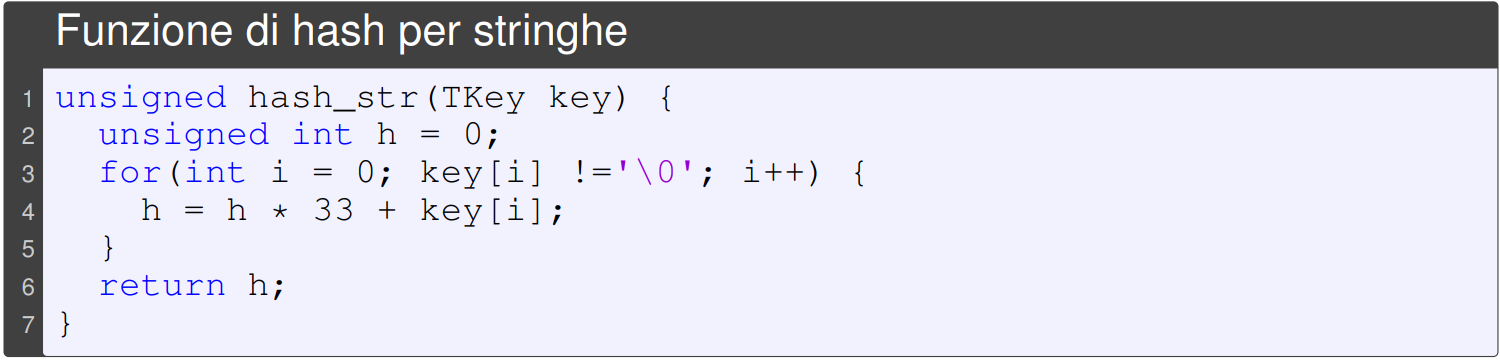 Funzione di hash per stringhe
1 unsigned hash_str(TKey key) {
2   unsigned int h = 0;
3   for(int i = 0; key[i] !='\0'; i++) {
4     h = h * 33 + key[i];
5   }
6   return h;
7 }